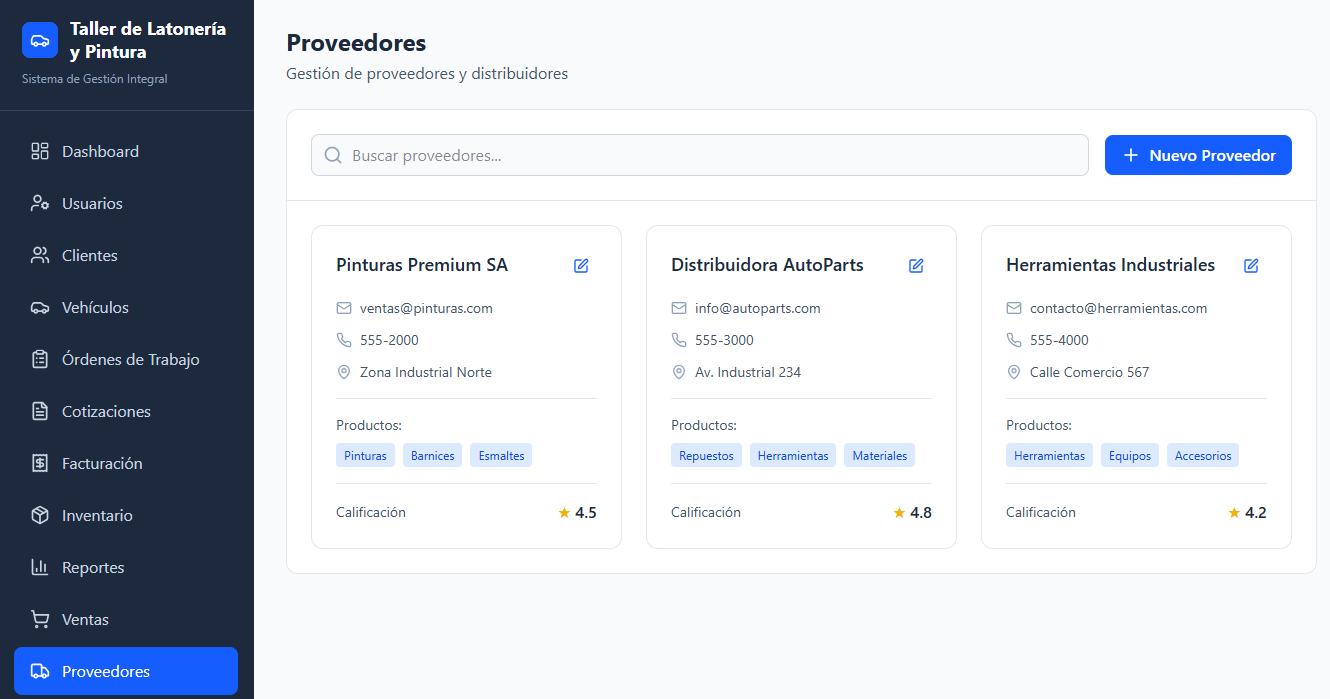 Taller de Latonería
y Pintura
Sistema de Gestión Integral
Dashboard
Usuarios
Clientes
Vehículos
Órdenes de Trabajo
Cotizaciones
Facturación
Inventario
Reportes
Ventas
Proveedores
Proveedores
Gestión de proveedores y distribuidores
Buscar proveedores...
Nuevo Proveedor
Pinturas Premium SA
ventas@pinturas.com
555-2000
Zona Industrial Norte
Productos:
Pinturas Barnices Esmaltes
Calificación ★ 4.5
Distribuidora AutoParts
info@autoparts.com
555-3000
Av. Industrial 234
Productos:
Repuestos Herramientas Materiales
Calificación ★ 4.8
Herramientas Industriales
contacto@herramientas.com
555-4000
Calle Comercio 567
Productos:
Herramientas Equipos Accesorios
Calificación ★ 4.2